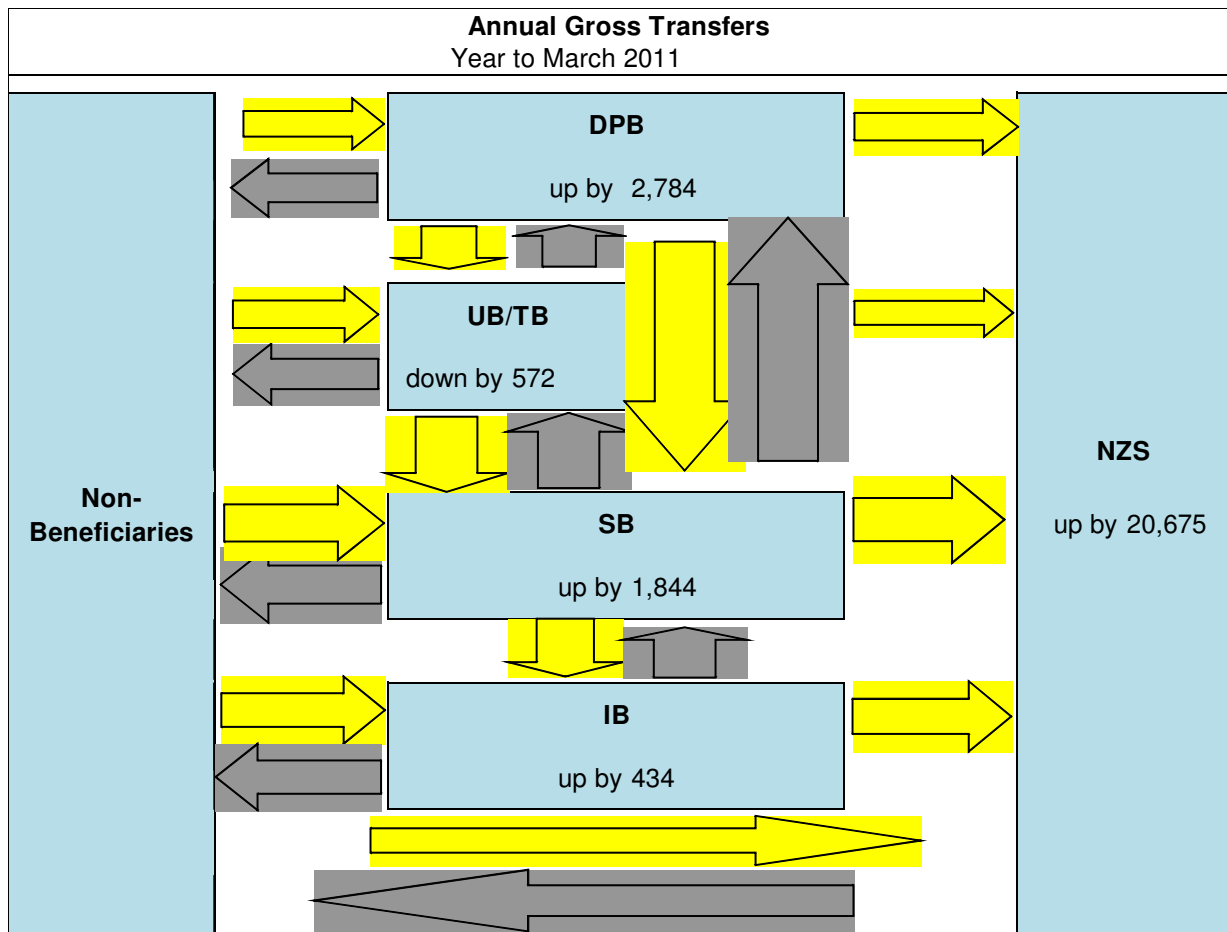 Annual Gross Transfers
Year to March 2011
DPB
up by 2,784
UB/TB
down by 572
NZS
up by 20,675
Non-
Beneficiaries
SB
up by 1,844
IB
up by 434